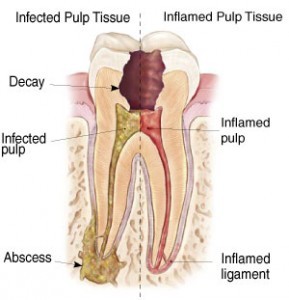 Infected Pulp Tissue
Inflamed Pulp Tissue
Decay
Infected
pulp
Inflamed
pulp
Abscess
Inflamed
ligament